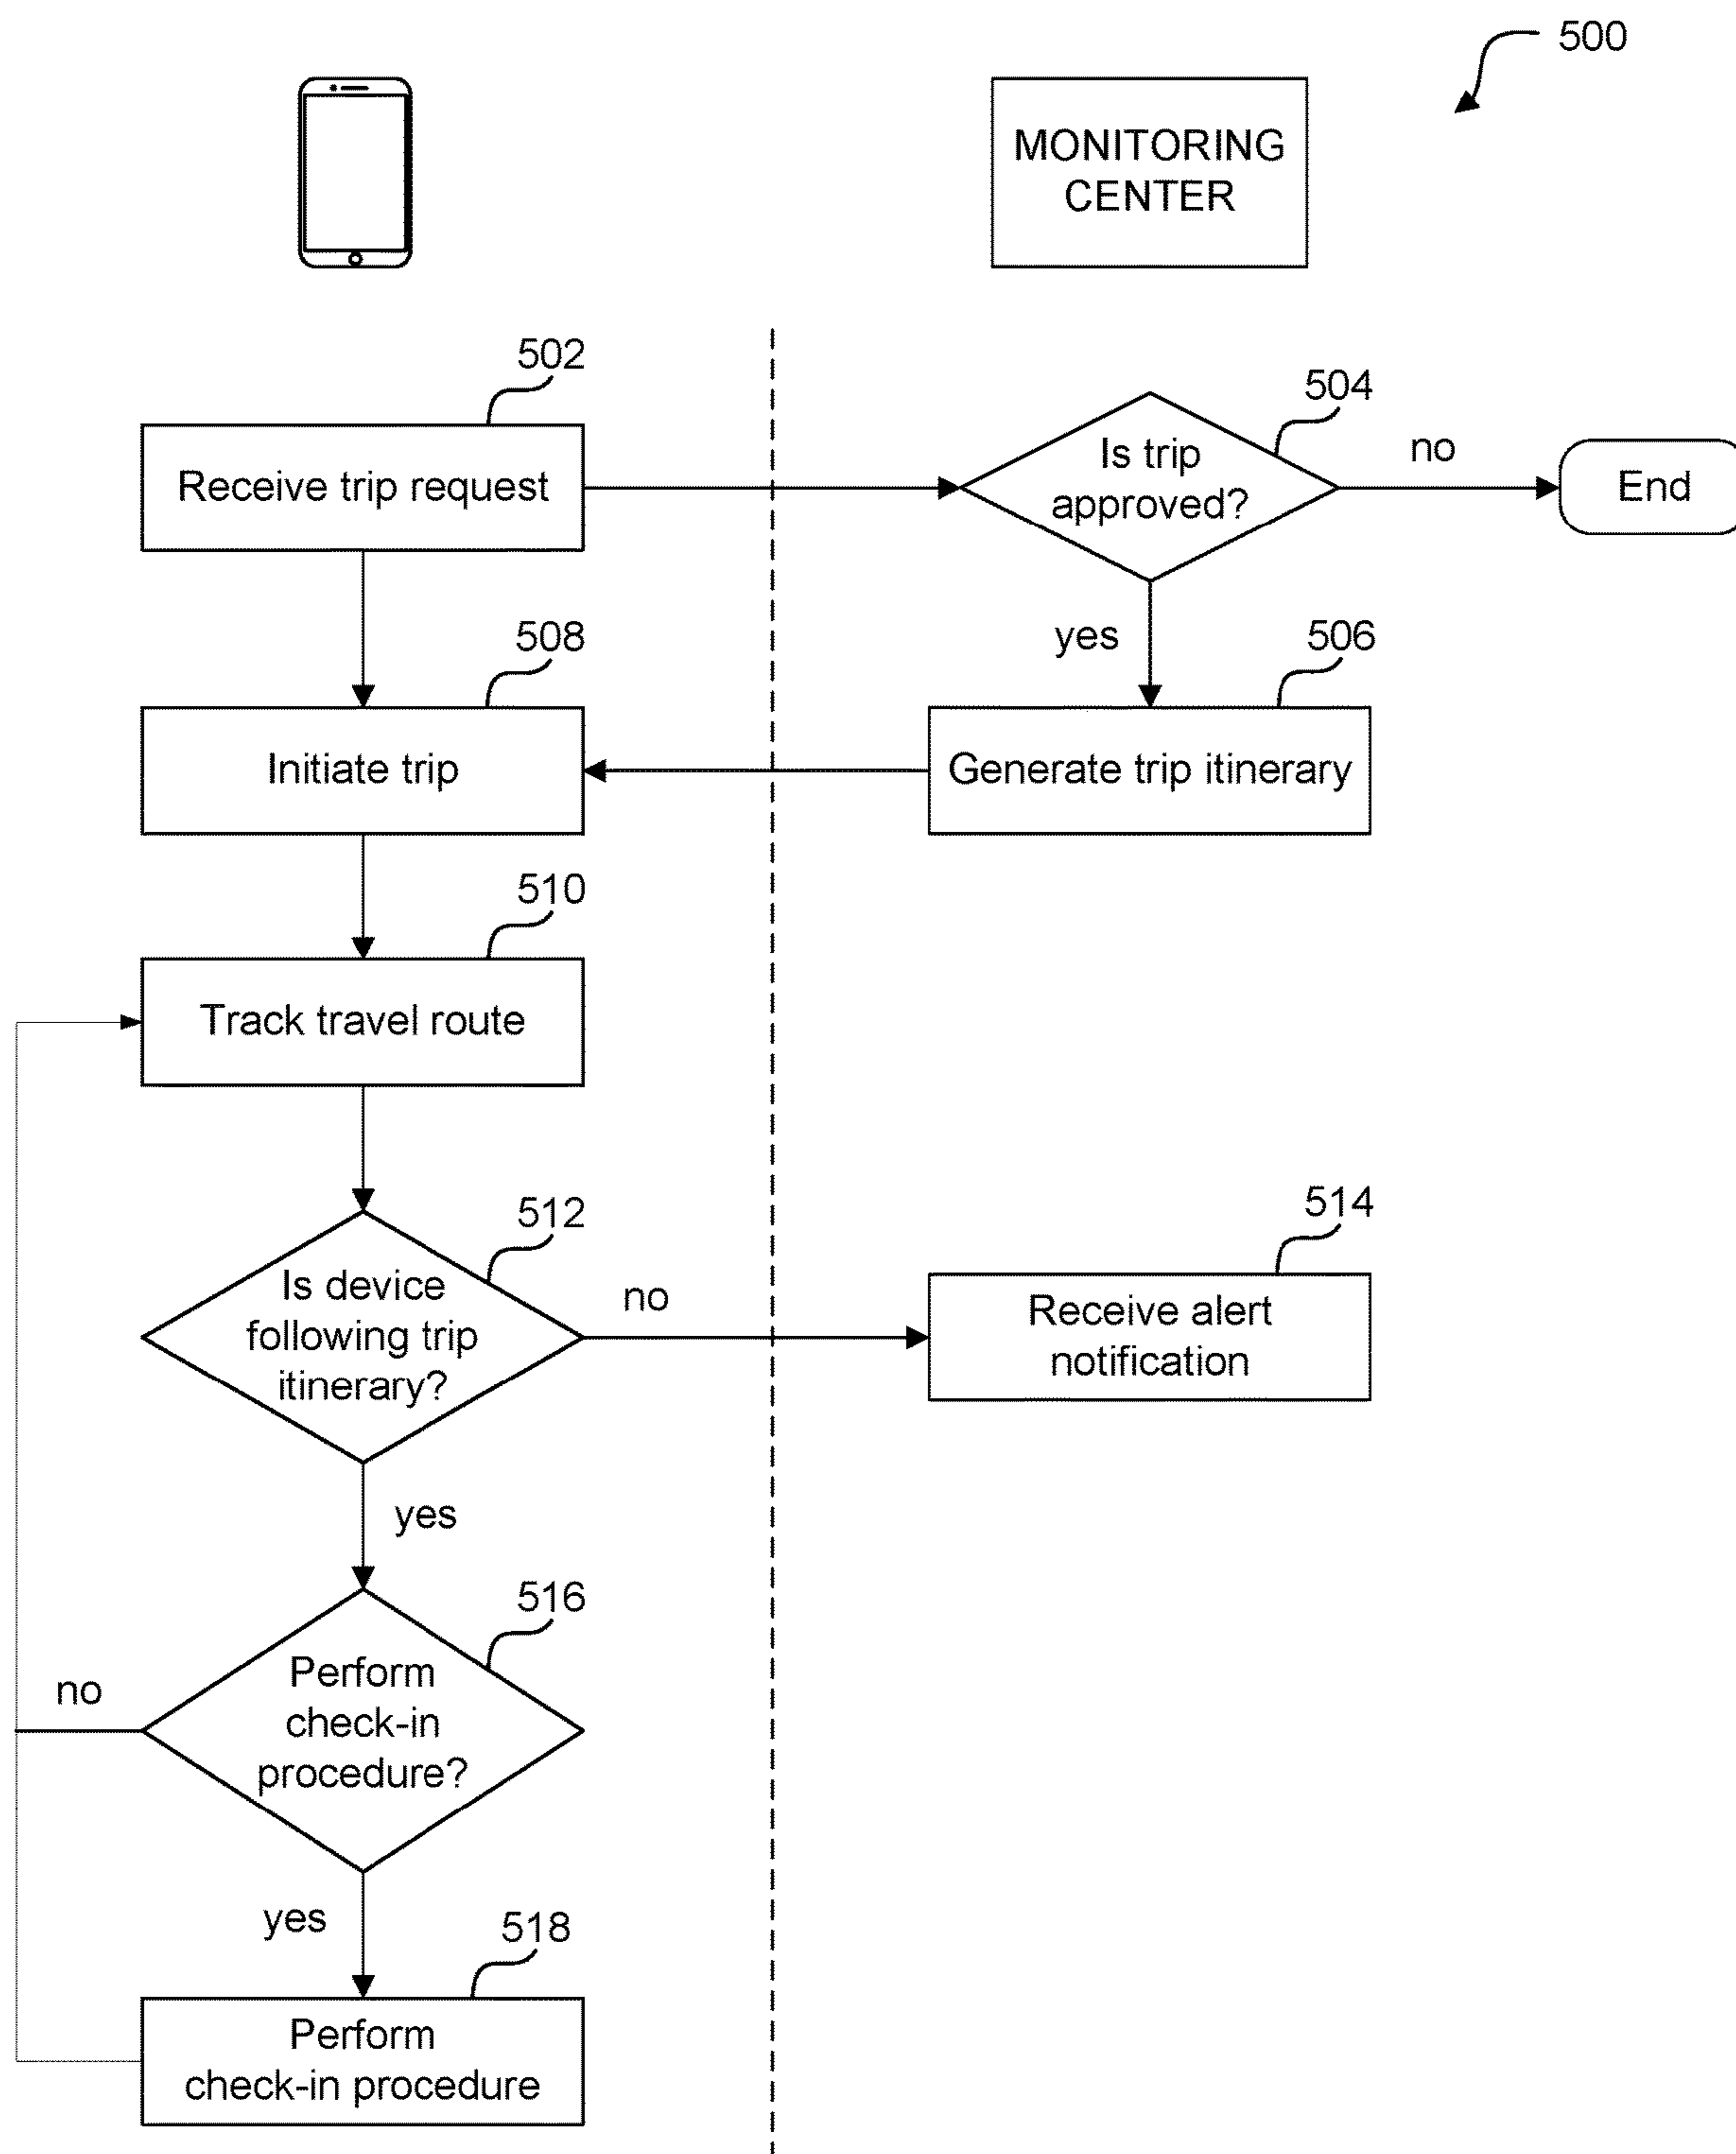 500
MONITORING
CENTER
502
504
Receive trip request
Is trip
approved?
no
End
508
yes
506
Initiate trip
Generate trip itinerary
510
Track travel route
512
514
Is device
following trip
itinerary?
no
Receive alert
notification
yes
516
Perform
check-in
procedure?
no
yes
518
Perform
check-in procedure